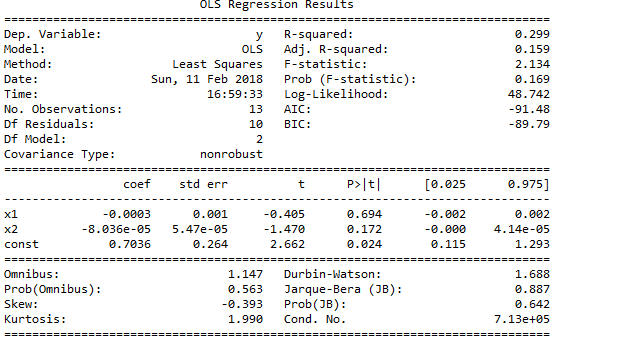 OLS Regression Results
==============================================================================
Dep. Variable:                      y   R-squared:                       0.299
Model:                            OLS   Adj. R-squared:                  0.159
Method:                 Least Squares   F-statistic:                     2.134
Date:                Sun, 11 Feb 2018   Prob (F-statistic):              0.169
Time:                        16:59:33   Log-Likelihood:                 48.742
No. Observations:                  13   AIC:                            -91.48
Df Residuals:                      10   BIC:                            -89.79
Df Model:                           2
Covariance Type:            nonrobust
==============================================================================
                 coef    std err          t      P>|t|      [0.025      0.975]
------------------------------------------------------------------------------
x1            -0.0003      0.001     -0.405      0.694      -0.002       0.002
x2         -8.036e-05   5.47e-05     -1.470      0.172      -0.000    4.14e-05
const          0.7036      0.264      2.662      0.024       0.115       1.293
==============================================================================
Omnibus:                        1.147   Durbin-Watson:                   1.688
Prob(Omnibus):                  0.563   Jarque-Bera (JB):                0.887
Skew:                          -0.393   Prob(JB):                        0.642
Kurtosis:                       1.990   Cond. No.                     7.13e+05
==============================================================================